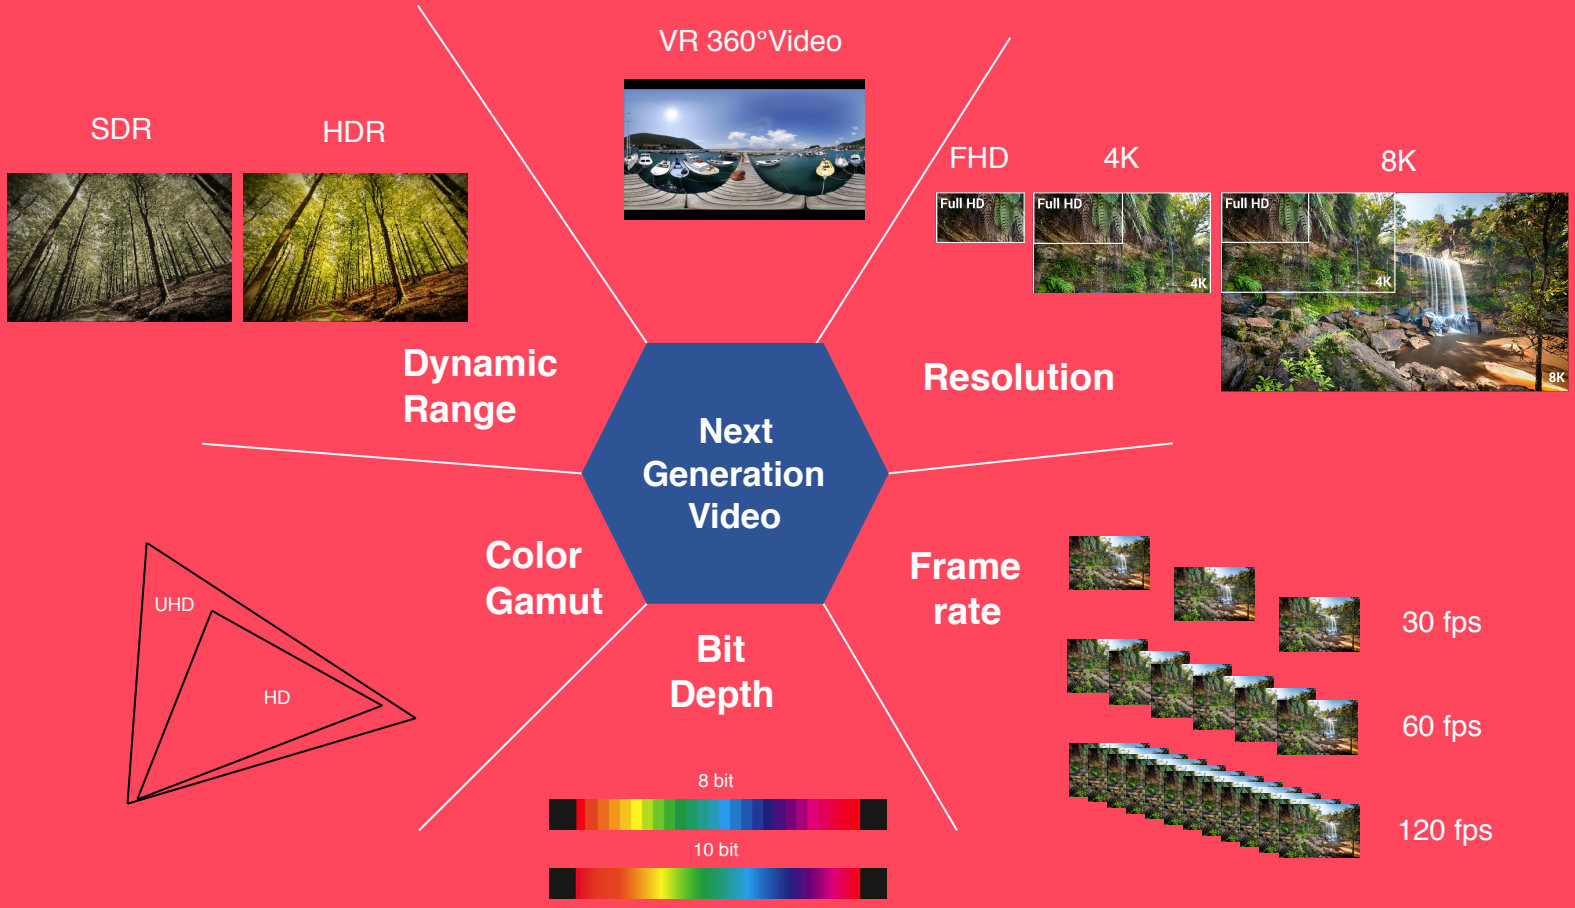 VR 360°Video
SDR
HDR
FHD
4K
8K
Full HD
Full HD
4K
Full HD
4K
8K
Dynamic
Range
Resolution
Next
Generation
Video
Color
Gamut
Frame
rate
Bit
Depth
UHD
HD
30 fps
60 fps
120 fps
8 bit
10 bit